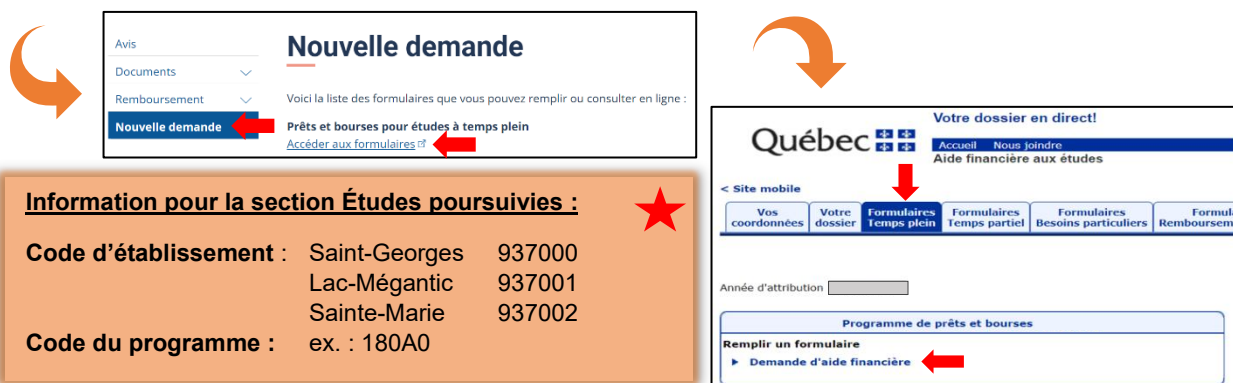 Avis
Documents
Remboursement
Nouvelle demande
Nouvelle demande
Voici la liste des formulaires que vous pouvez remplir ou consulter en ligne :
Prêts et bourses pour études à temps plein
Accéder aux formulaires
Information pour la section Études poursuivies :
Code d'établissement : Saint-Georges 937000
Lac-Mégantic 937001
Sainte-Marie 937002
Code du programme : ex. : 180A0
Votre dossier en direct!
Québec
Accueil Nous joindre
Aide financière aux études
< Site mobile
Vos coordonnées
Votre dossier
Formulaires Temps plein
Formulaires Temps partiel
Formulaires Besoins particuliers
Année d'attribution
Programme de prêts et bourses
Remplir un formulaire
Demande d'aide financière